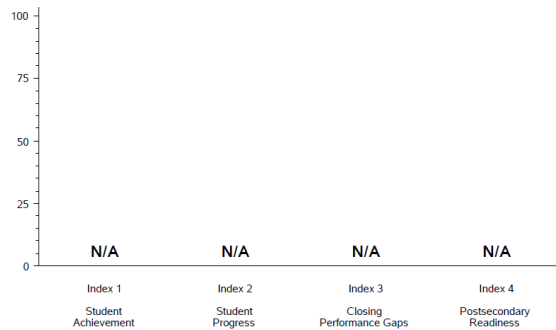 100
75
50
25
0
N/A N/A N/A N/A
Index 1 Index 2 Index 3 Index 4
Student Student Closing Postsecondary
Achievement Progress Performance Gaps Readiness